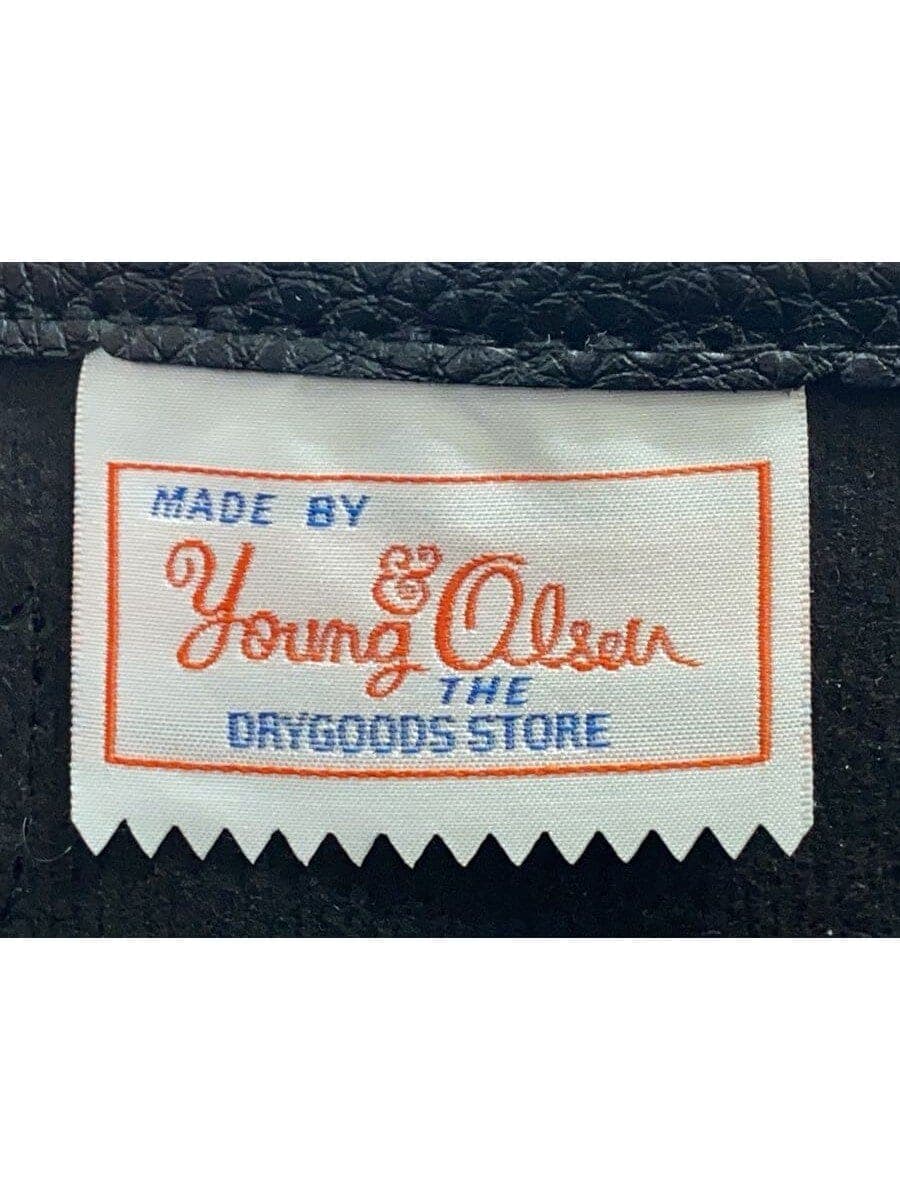 MADE BY
Young & Olsen
THE
DRYGOODS STORE